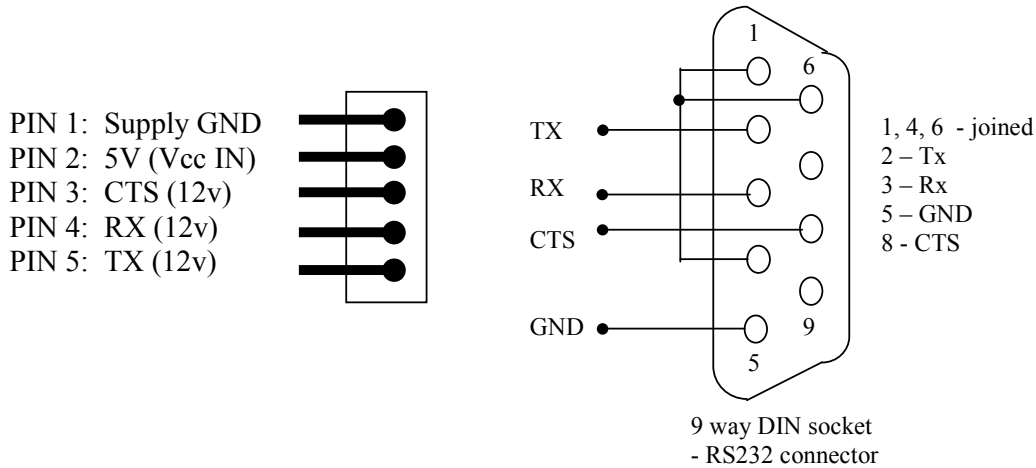 PIN 1: Supply GND
PIN 2: 5V (Vcc IN)
PIN 3: CTS (12v)
PIN 4: RX (12v)
PIN 5: TX (12v)
1
6
TX
RX
CTS
GND
9
5
1, 4, 6 - joined
2 – Tx
3 – Rx
5 – GND
8 - CTS
9 way DIN socket
- RS232 connector